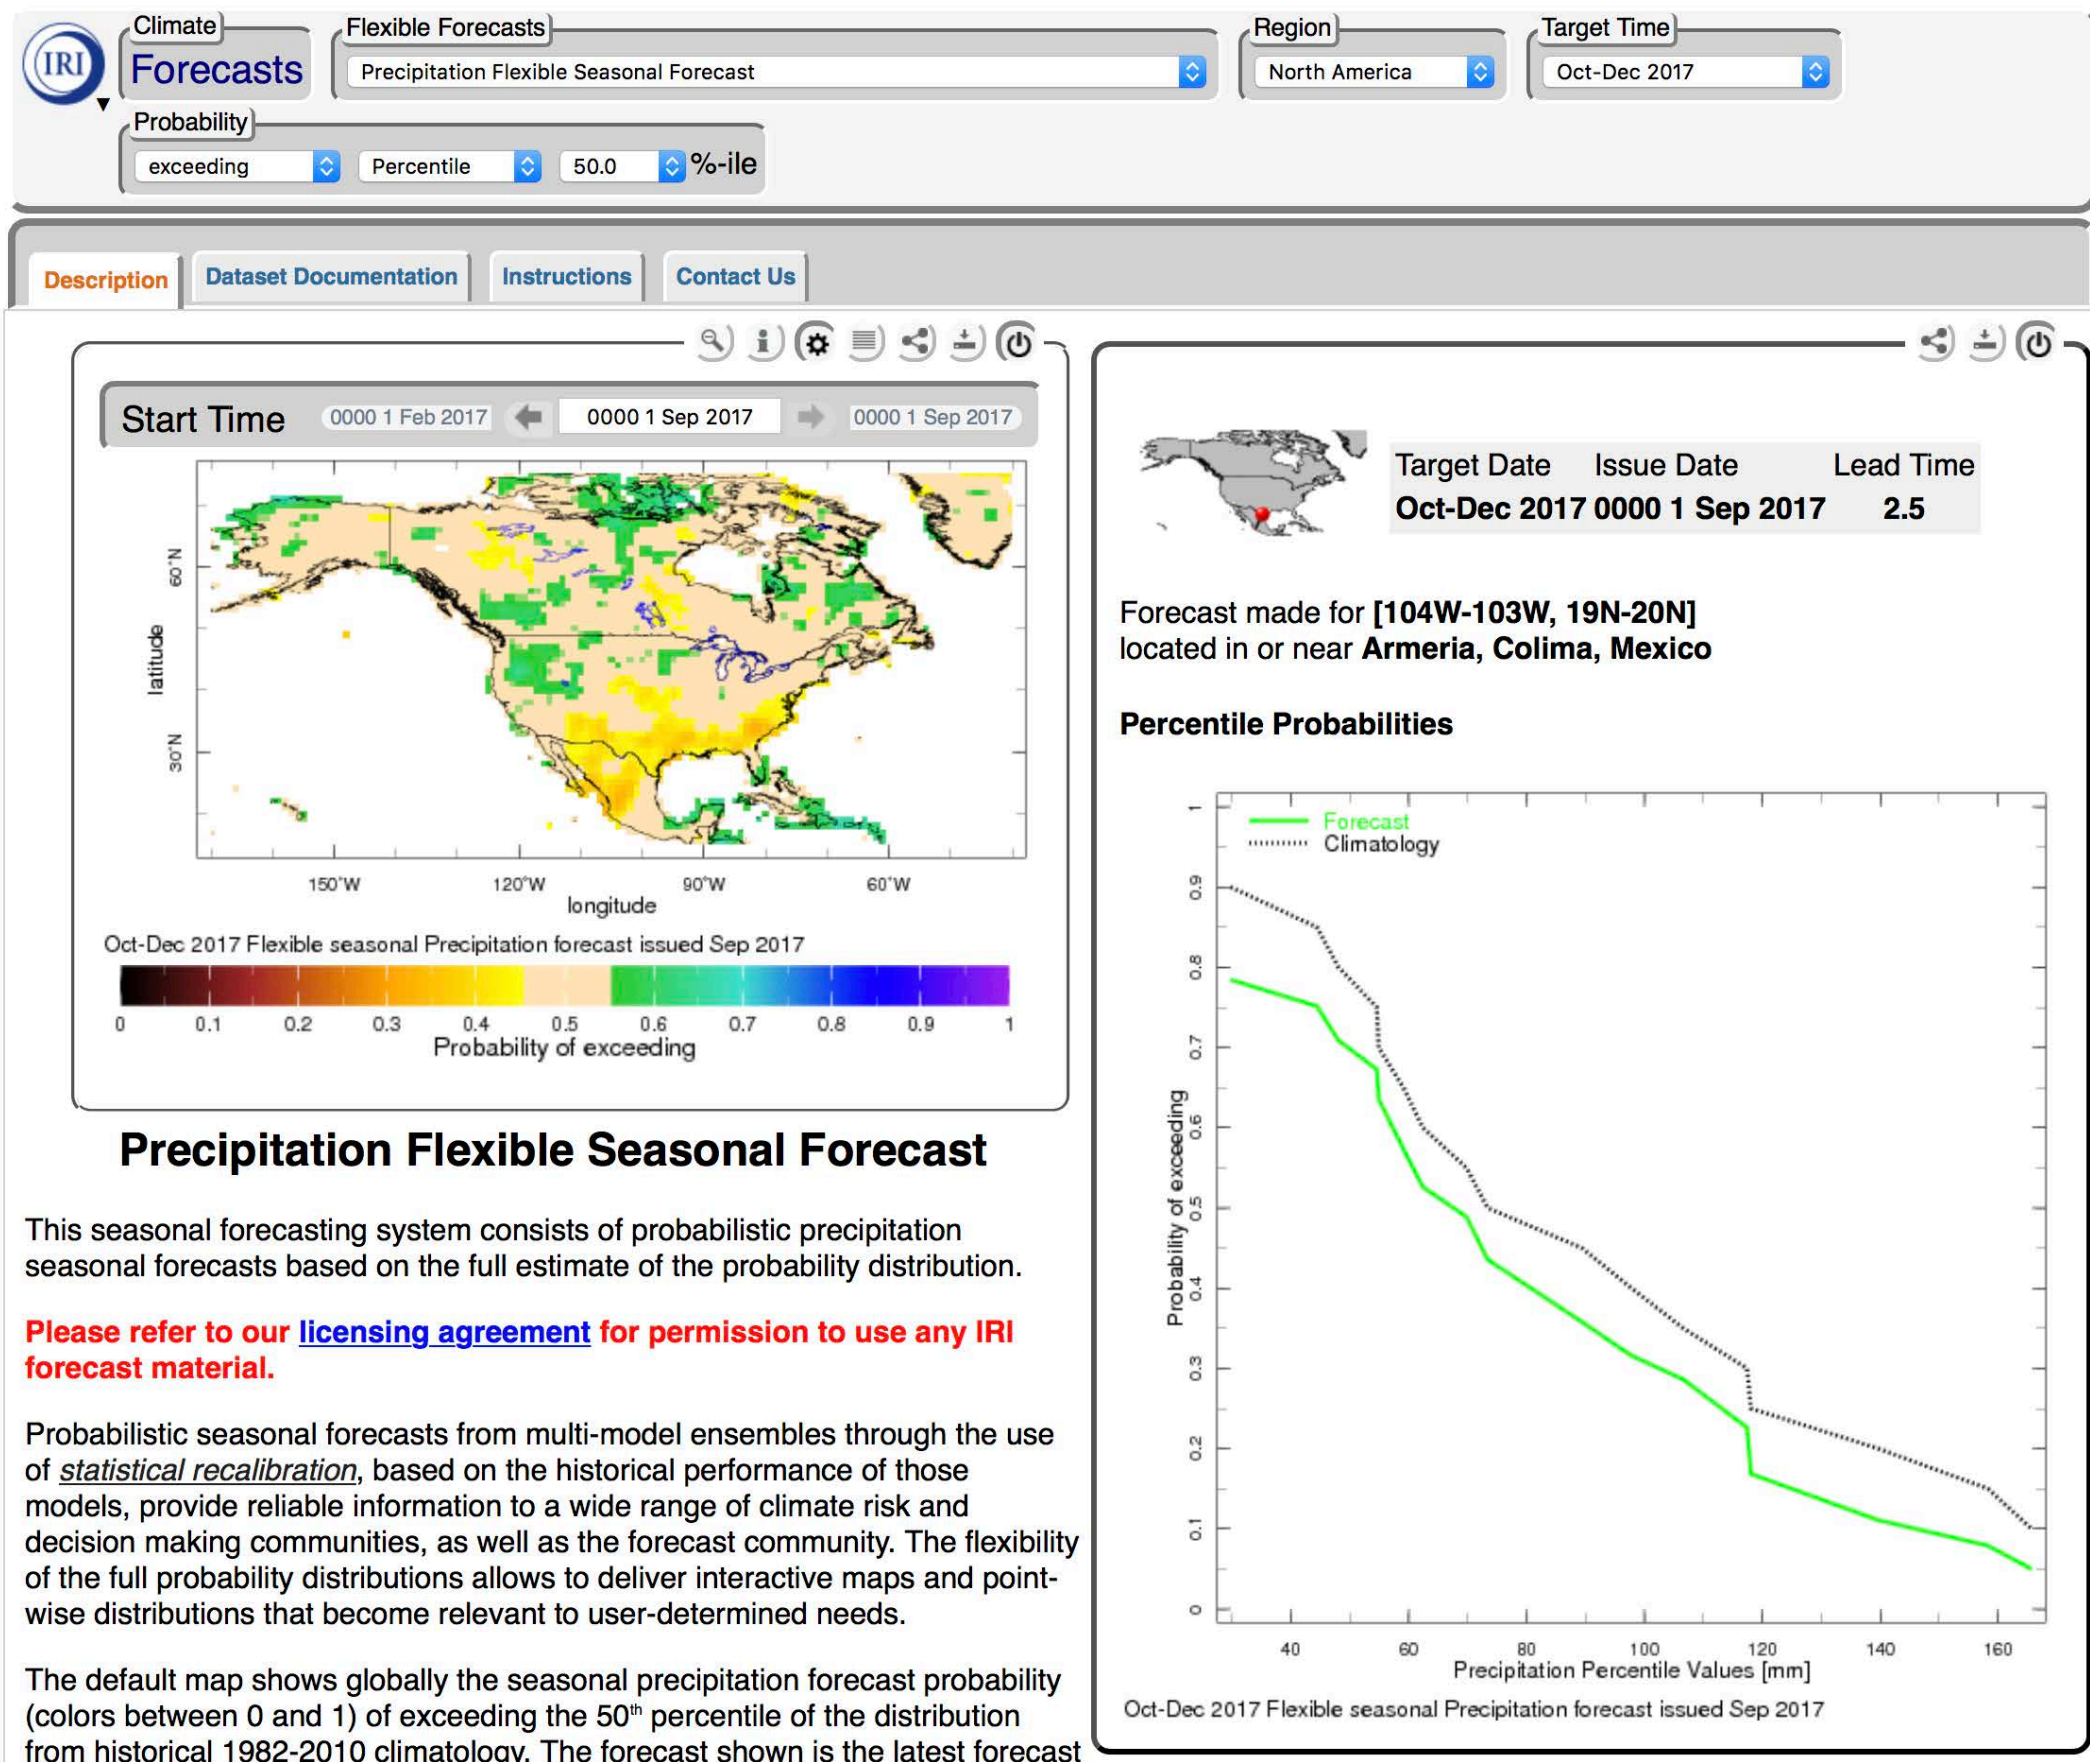 IRI
Climate
Forecasts
Flexible Forecasts
Precipitation Flexible Seasonal Forecast
Region
North America
Target Time
Oct-Dec 2017
Probability
exceeding
Percentile
50.0
%-ile
Description
Dataset Documentation
Instructions
Contact Us
Start Time
0000 1 Feb 2017
0000 1 Sep 2017
0000 1 Sep 2017
60°N
latitude
30°N
150°W 120°W 90°W 60°W
longitude
Oct-Dec 2017 Flexible seasonal Precipitation forecast issued Sep 2017
0 0.1 0.2 0.3 0.4 0.5 0.6 0.7 0.8 0.9 1
Probability of exceeding
Precipitation Flexible Seasonal Forecast
This seasonal forecasting system consists of probabilistic precipitation
seasonal forecasts based on the full estimate of the probability distribution.
Please refer to our licensing agreement for permission to use any IRI
forecast material.
Probabilistic seasonal forecasts from multi-model ensembles through the use
of statistical recalibration, based on the historical performance of those
models, provide reliable information to a wide range of climate risk and
decision making communities, as well as the forecast community. The flexibility
of the full probability distributions allows to deliver interactive maps and point-
wise distributions that become relevant to user-determined needs.
The default map shows globally the seasonal precipitation forecast probability
(colors between 0 and 1) of exceeding the 50th percentile of the distribution
from historical 1982-2010 climatology. The forecast shown is the latest forecast
Target Date Issue Date Lead Time
Oct-Dec 2017 0000 1 Sep 2017 2.5
Forecast made for [104W-103W, 19N-20N]
located in or near Armeria, Colima, Mexico
Percentile Probabilities
Forecast
Climatology
1
0.9
0.8
0.7
0.6
0.5
0.4
0.3
0.2
0.1
0
Probability of exceeding
40 60 80 100 120 140 160
Precipitation Percentile Values [mm]
Oct-Dec 2017 Flexible seasonal Precipitation forecast issued Sep 2017